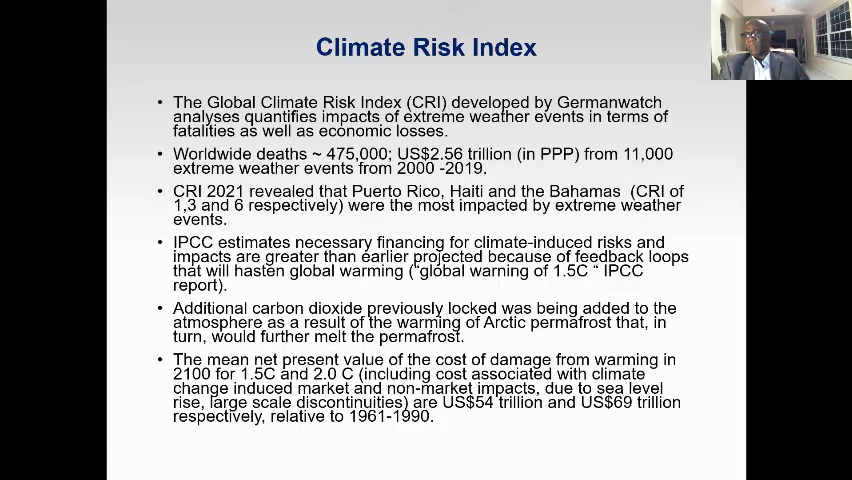 Climate Risk Index
• The Global Climate Risk Index (CRI) developed by Germanwatch
analyses quantifies impacts of extreme weather events in terms of
fatalities as well as economic losses.
• Worldwide deaths ~ 475,000; US$2.56 trillion (in PPP) from 11,000
extreme weather events from 2000 -2019.
• CRI 2021 revealed that Puerto Rico, Haiti and the Bahamas (CRI of
1,3 and 6 respectively) were the most impacted by extreme weather
events.
• IPCC estimates necessary financing for climate-induced risks and
impacts are greater than earlier projected because of feedback loops
that will hasten global warming (“global warning of 1.5C “ IPCC
report).
• Additional carbon dioxide previously locked was being added to the
atmosphere as a result of the warming of Arctic permafrost that, in
turn, would further melt the permafrost.
• The mean net present value of the cost of damage from warming in
2100 for 1.5C and 2.0 C (including cost associated with climate
change induced market and non-market impacts, due to sea level
rise, large scale discontinuities) are US$54 trillion and US$69 trillion
respectively, relative to 1961-1990.